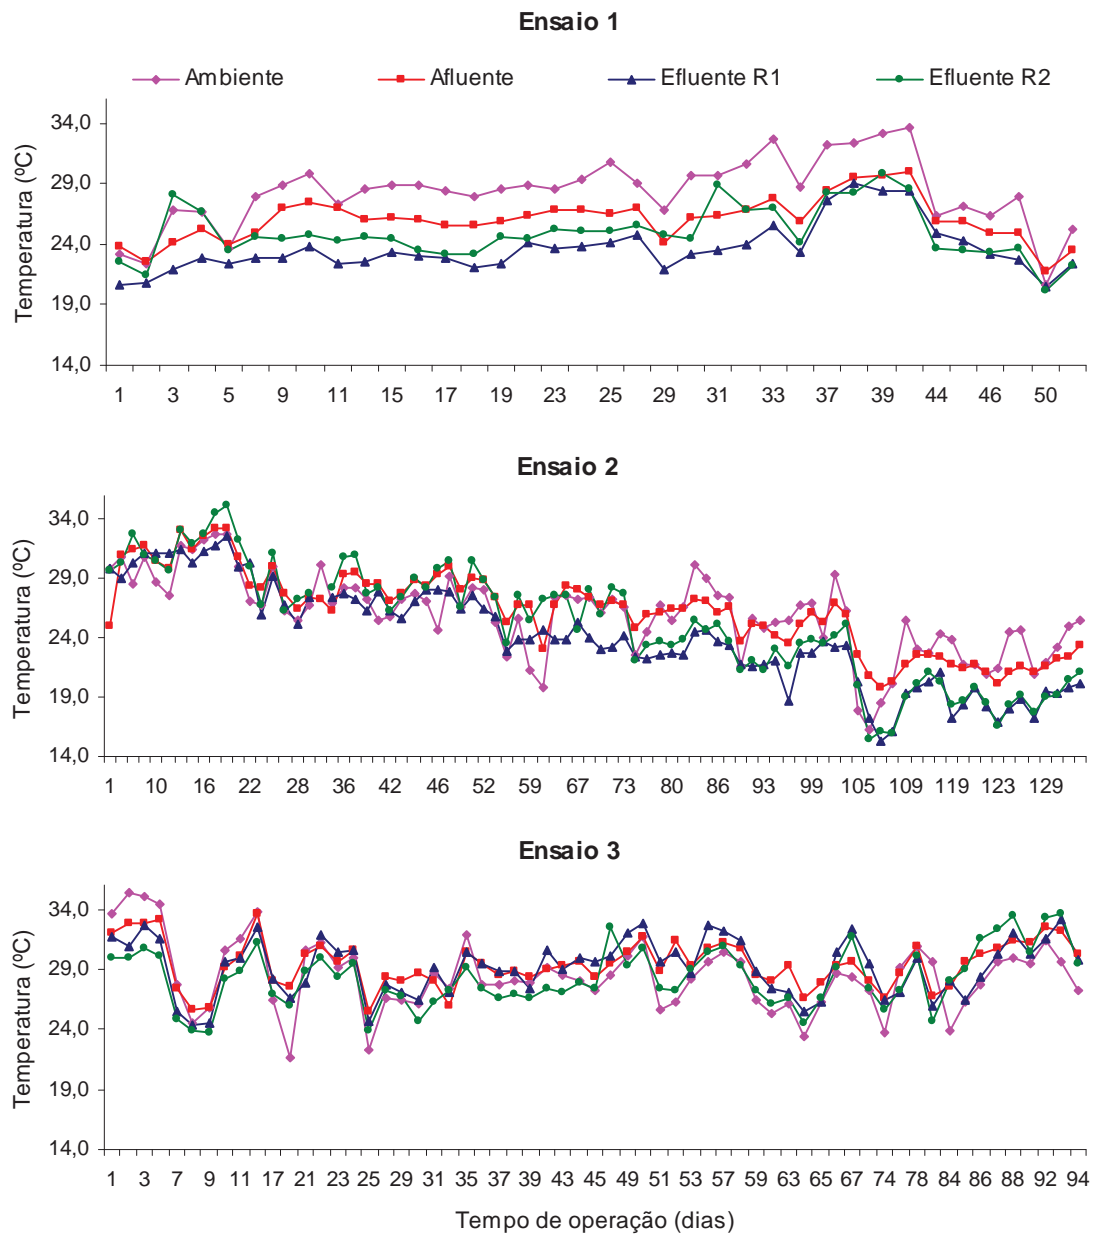 Ensaio 1
Ambiente Afluente Efluente R1 Efluente R2
Temperatura (ºC)
34,0
29,0
24,0
19,0
14,0
1 3 5 9 11 15 17 19 23 25 29 31 33 37 39 44 46 50
Ensaio 2
Temperatura (ºC)
34,0
29,0
24,0
19,0
14,0
1 10 16 22 28 36 42 46 52 59 67 73 80 86 93 99 105 109 119 123 129
Ensaio 3
Temperatura (ºC)
34,0
29,0
24,0
19,0
14,0
1 3 7 9 11 17 21 23 25 29 31 35 37 39 43 45 49 51 53 57 59 63 65 67 74 78 84 86 88 92 94
Tempo de operação (dias)